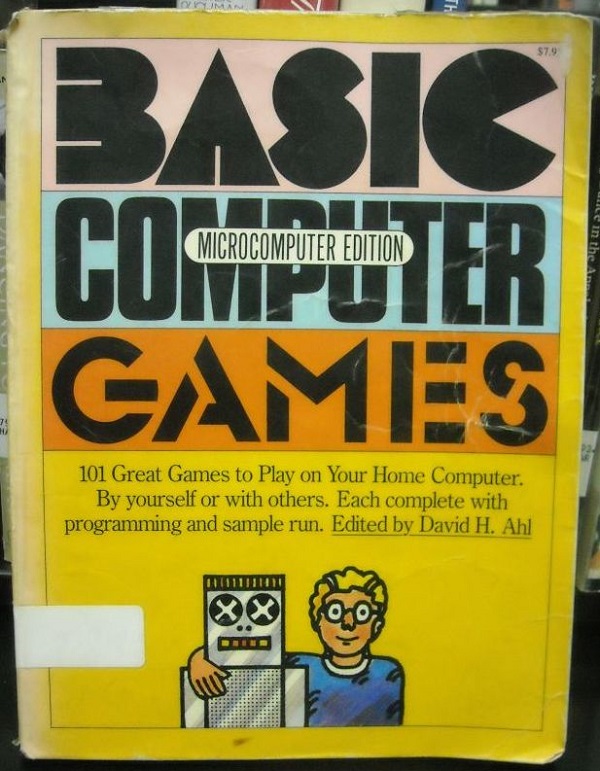 $7.9
BASIC
COMPUTER
MICROCOMPUTER EDITION
GAMES
101 Great Games to Play on Your Home Computer.
By yourself or with others. Each complete with
programming and sample run. Edited by David H. Ahl